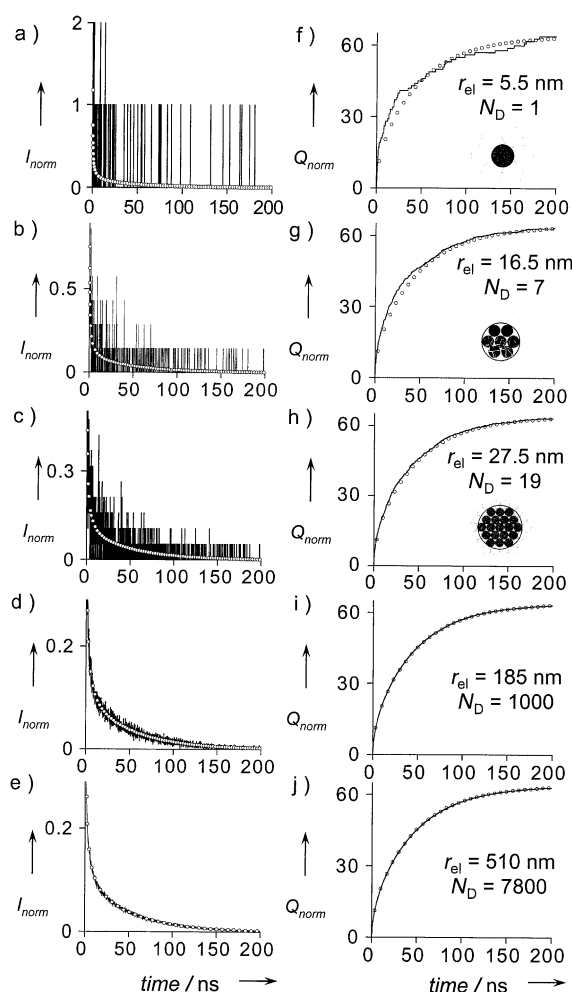 a )
2
1
0
I_norm
0 50 100 150 200
f )
60
30
0
Q_norm
r_el = 5.5 nm
N_D = 1
0 50 100 150 200
b )
0.5
0
I_norm
0 50 100 150 200
g )
60
30
0
Q_norm
r_el = 16.5 nm
N_D = 7
0 50 100 150 200
c )
0.3
0
I_norm
0 50 100 150 200
h )
60
30
0
Q_norm
r_el = 27.5 nm
N_D = 19
0 50 100 150 200
d )
0.2
0
I_norm
0 50 100 150 200
i )
60
30
0
Q_norm
r_el = 185 nm
N_D = 1000
0 50 100 150 200
e )
0.2
0
I_norm
0 50 100 150 200
time / ns
j )
60
30
0
Q_norm
r_el = 510 nm
N_D = 7800
0 50 100 150 200
time / ns